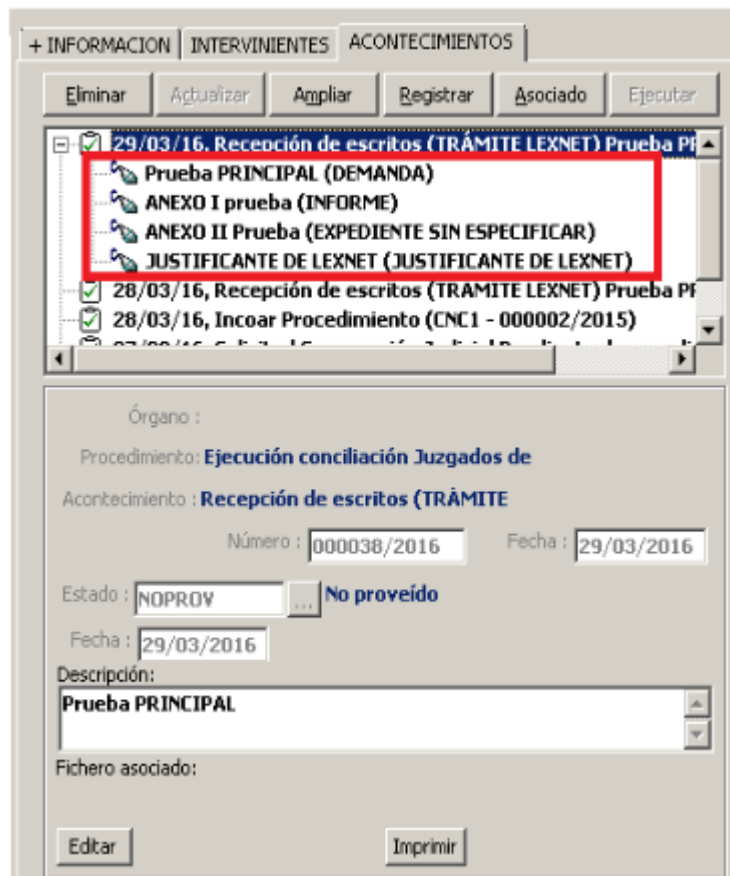 + INFORMACION INTERVINIENTES ACONTECIMIENTOS
Eliminar Actualizar Ampliar Registrar Asociado Ejecutar
29/03/16, Recepción de escritos (TRÁMITE LEXNET) Prueba
Prueba PRINCIPAL (DEMANDA)
ANEXO I prueba (INFORME)
ANEXO II Prueba (EXPEDIENTE SIN ESPECIFICAR)
JUSTIFICANTE DE LEXNET (JUSTIFICANTE DE LEXNET)
28/03/16, Recepción de escritos (TRAMITE LEXNET) Prueba
28/03/16, Incoar Procedimiento (CNC1 - 000002/2015)
Órgano :
Procedimiento: Ejecución conciliación Juzgados de
Acontecimiento : Recepción de escritos (TRÁMITE
Número : 000038/2016 Fecha : 29/03/2016
Estado : NOPROV ... No proveído
Fecha : 29/03/2016
Descripción:
Prueba PRINCIPAL
Fichero asociado:
Editar Imprimir